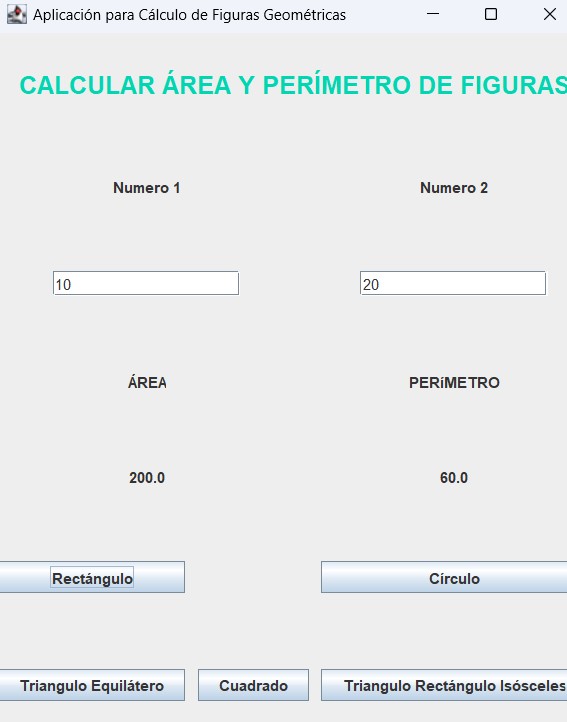 Aplicación para Cálculo de Figuras Geométricas
CALCULAR ÁREA Y PERÍMETRO DE FIGURAS
Numero 1 Numero 2
10 20
ÁREA PERíMETRO
200.0 60.0
Rectángulo Círculo
Triangulo Equilátero Cuadrado Triangulo Rectángulo Isósceles